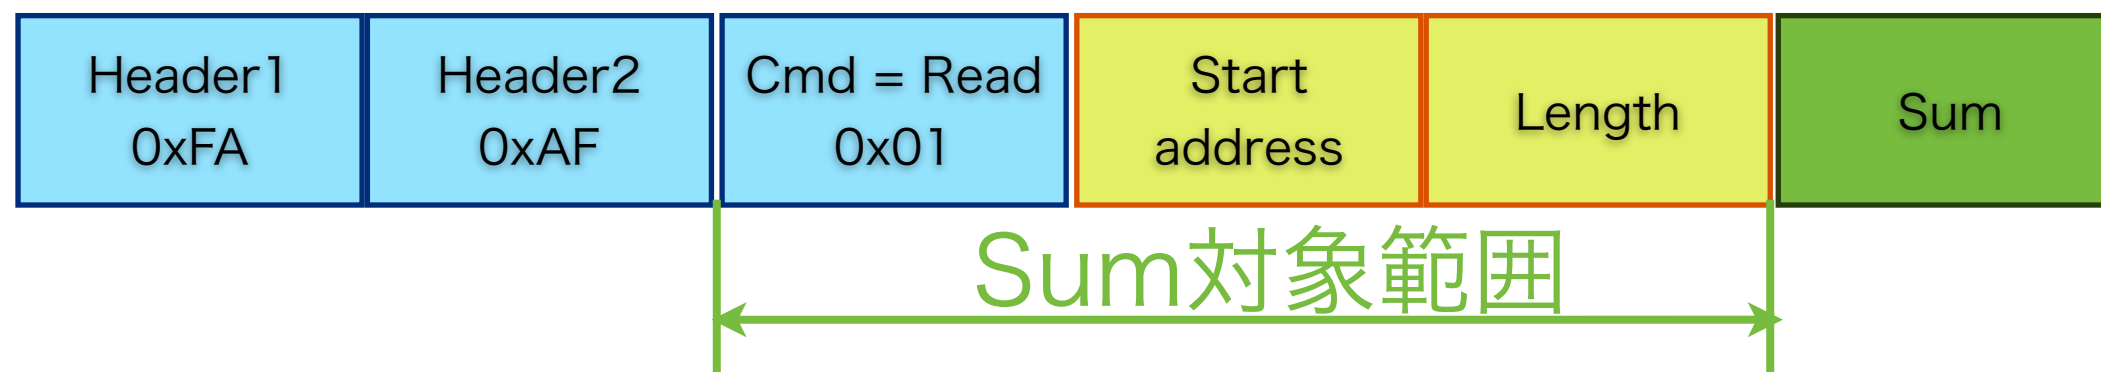 Header1
0xFA
Header2
0xAF
Cmd = Read
0x01
Start
address
Length
Sum
Sum対象範囲